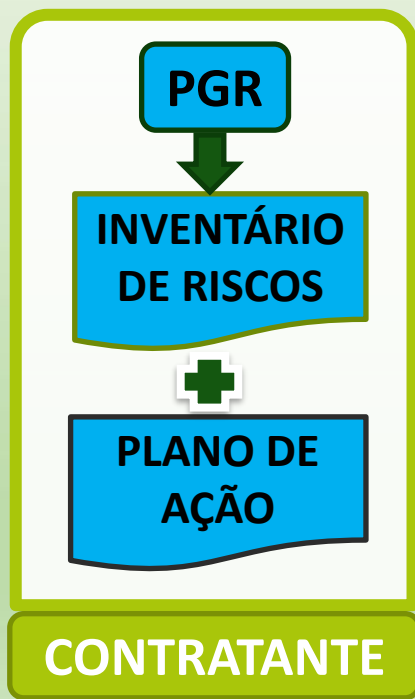 PGR
INVENTÁRIO
DE RISCOS
PLANO DE
AÇÃO
CONTRATANTE